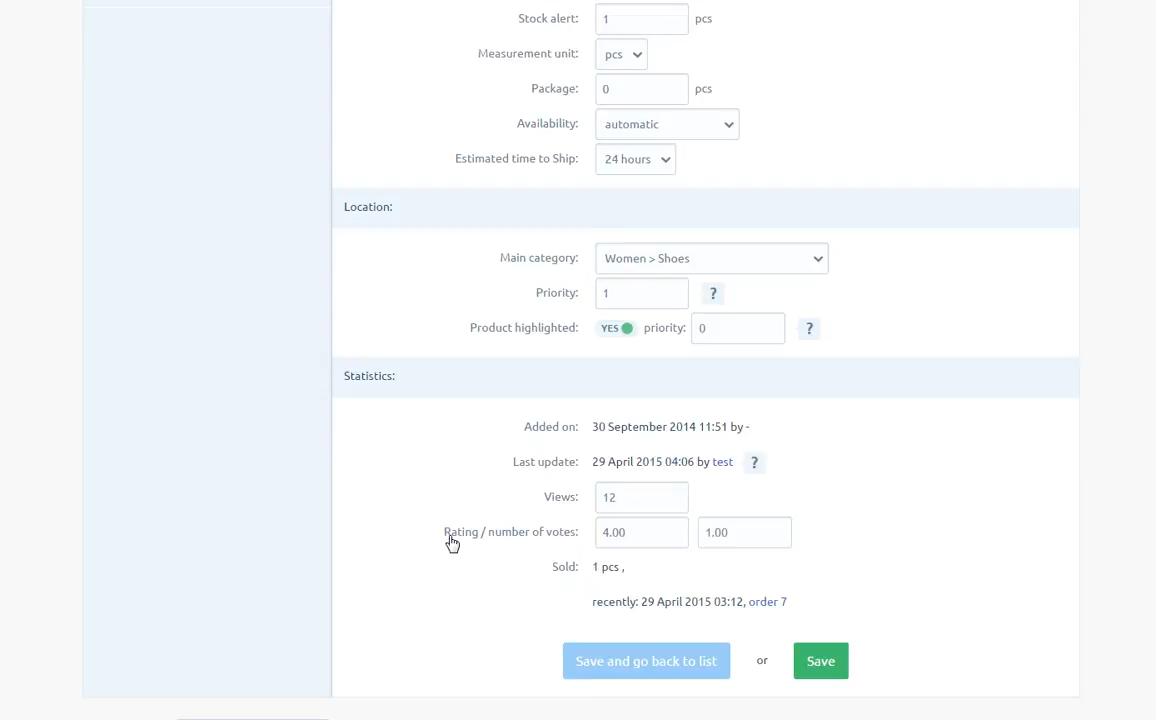 Stock alert: 1 pcs
Measurement unit: pcs
Package: 0 pcs
Availability: automatic
Estimated time to Ship: 24 hours
Location:
Main category: Women > Shoes
Priority: 1 ?
Product highlighted: YES priority: 0 ?
Statistics:
Added on: 30 September 2014 11:51 by -
Last update: 29 April 2015 04:06 by test ?
Views: 12
Rating / number of votes: 4.00 1.00
Sold: 1 pcs ,
recently: 29 April 2015 03:12, order 7
Save and go back to list or Save